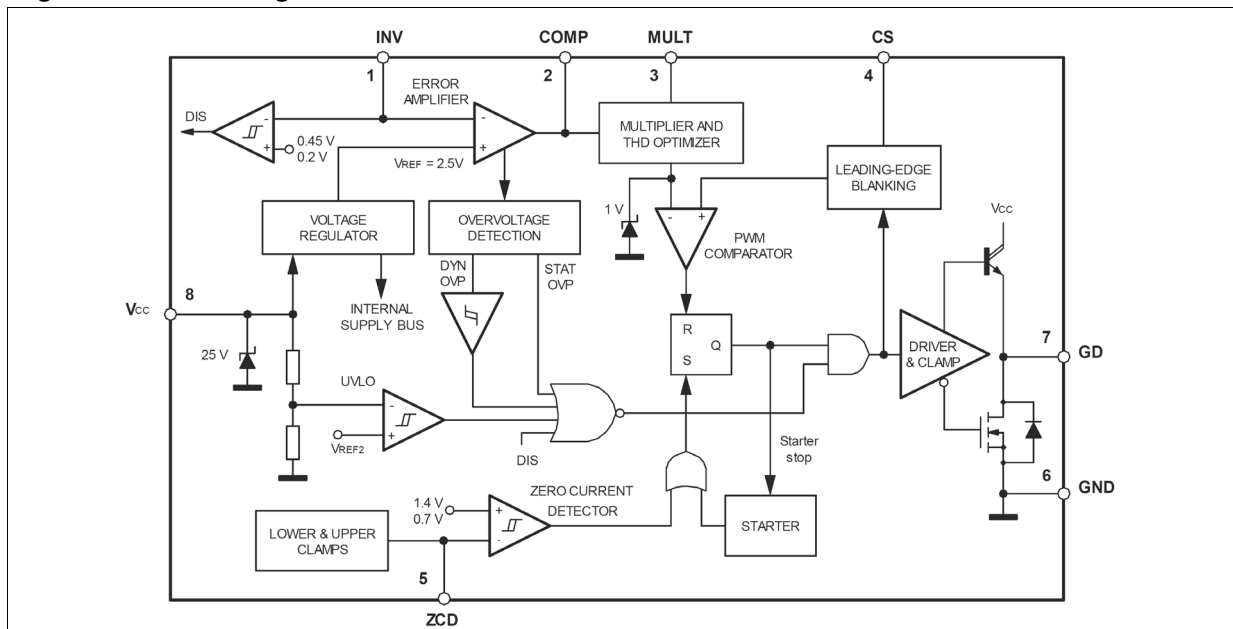 INV
COMP
MULT
CS
1
2
3
4
ERROR
AMPLIFIER
DIS
-
+
0.45 V
0.2 V
-
+
VREF = 2.5V
MULTIPLIER AND
THD OPTIMIZER
LEADING-EDGE
BLANKING
VOLTAGE
REGULATOR
OVERVOLTAGE
DETECTION
1 V
-
+
PWM
COMPARATOR
Vcc
DYN
OVP
STAT
OVP
INTERNAL
SUPPLY BUS
8
Vcc
25 V
R
S
Q
DRIVER
& CLAMP
7
GD
UVLO
-
+
VREF2
DIS
Starter
stop
6
GND
1.4 V
0.7 V
+
-
ZERO CURRENT
DETECTOR
STARTER
LOWER & UPPER
CLAMPS
5
ZCD